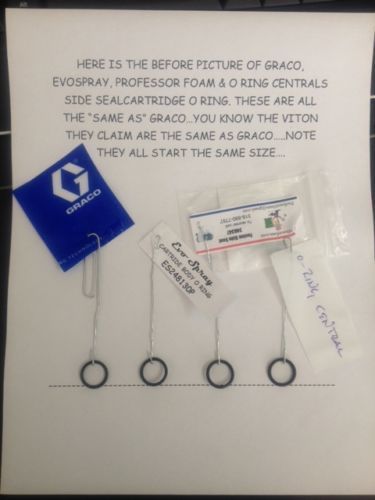 HERE IS THE BEFORE PICTURE OF GRACO,
EVOSPRAY, PROFESSOR FOAM & O RING CENTRALS
SIDE SEALCARTRIDGE O RING. THESE ARE ALL
THE "SAME AS" GRACO...YOU KNOW THE VITON
THEY CLAIM ARE THE SAME AS GRACO.....NOTE
THEY ALL START THE SAME SIZE....
GRACO
Evo Spray
CARTRIDE BODY O RING
ES248130P
O-RING CENTRAL